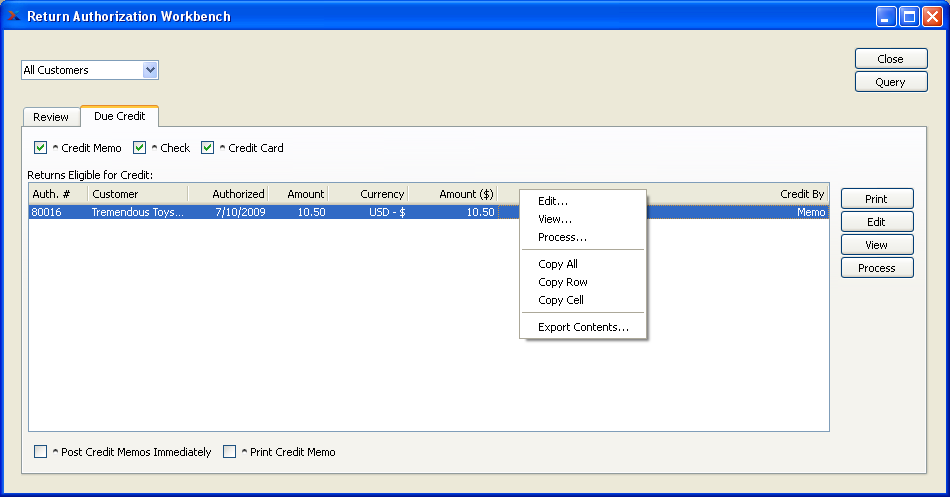 Return Authorization Workbench
All Customers
Close
Query
Review
Due Credit
^ Credit Memo
^ Check
^ Credit Card
Returns Eligible for Credit:
Auth. # Customer Authorized Amount Currency Amount ($) Credit By
80016 Tremendous Toys... 7/10/2009 10.50 USD - $ 10.50 Memo
Edit...
View...
Process...
Copy All
Copy Row
Copy Cell
Export Contents...
Print
Edit
View
Process
^ Post Credit Memos Immediately
^ Print Credit Memo